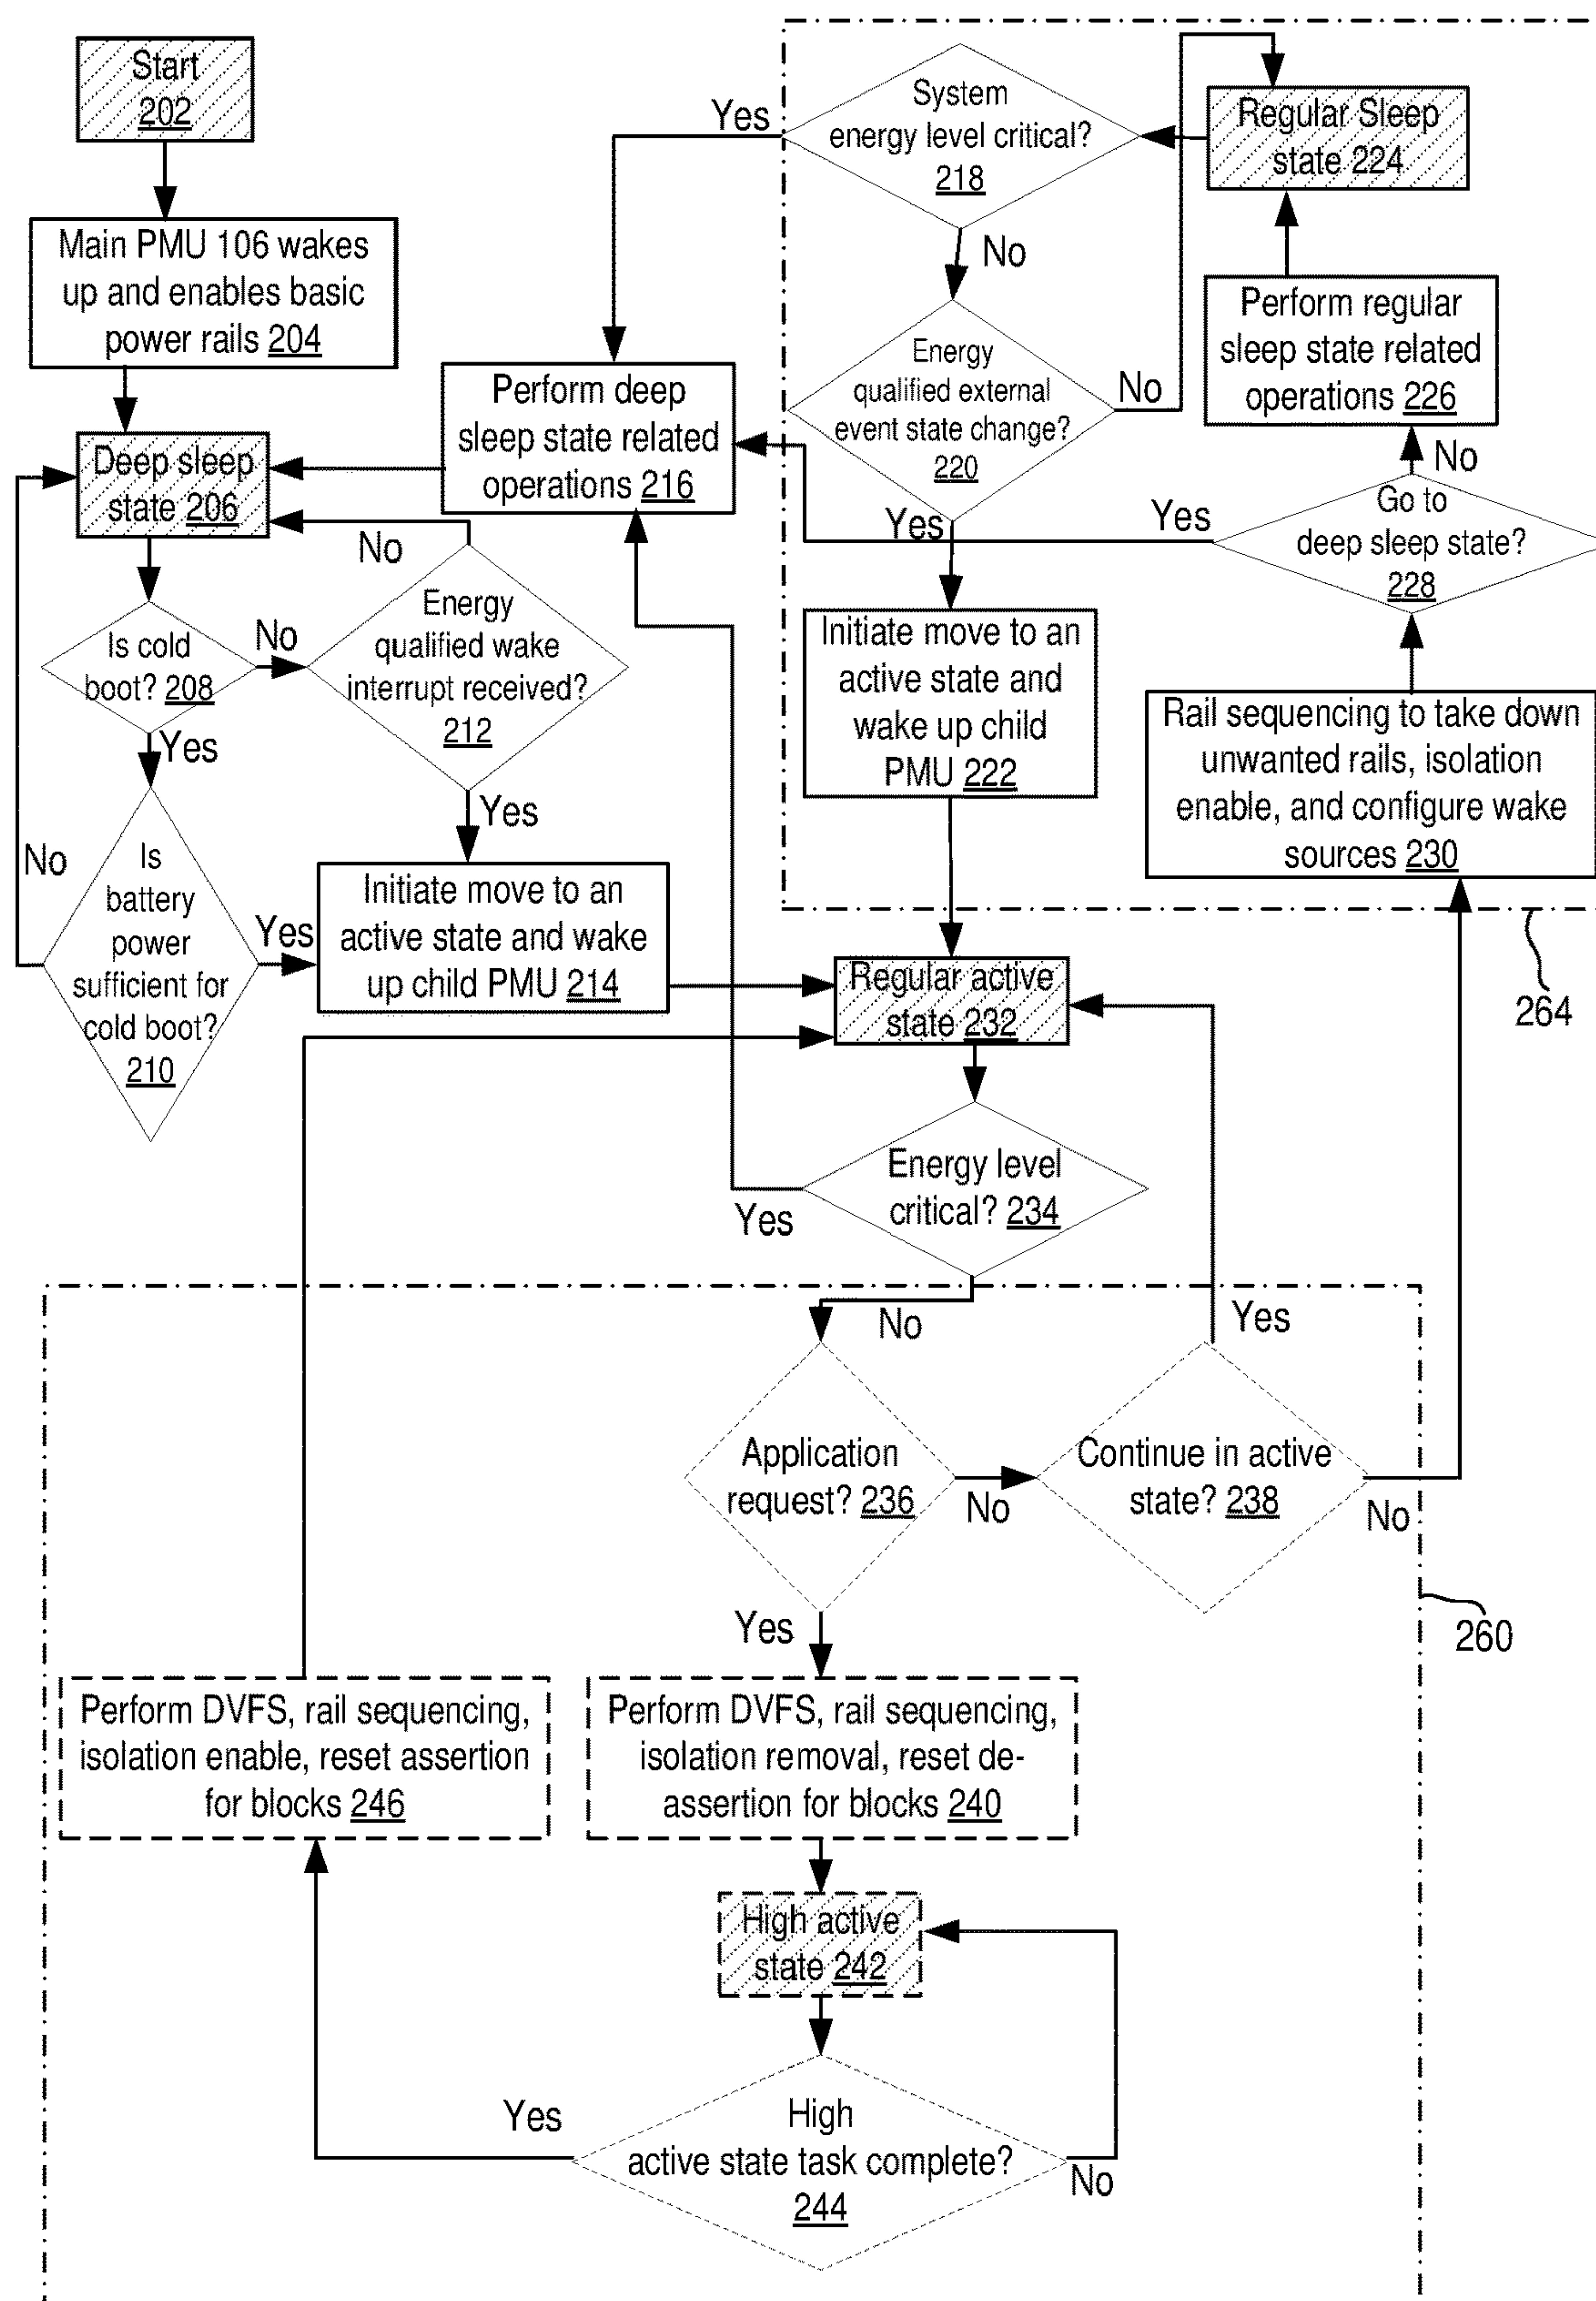 Start
202
Main PMU 106 wakes
up and enables basic
power rails 204
Deep sleep
state 206
No
Is cold
boot? 208
No
Yes
Energy
qualified wake
interrupt received?
212
Yes
No
Is
battery
power
sufficient for
cold boot?
210
Yes
Initiate move to an
active state and wake
up child PMU 214
Perform deep
sleep state related
operations 216
Yes
System
energy level critical?
218
No
Regular Sleep
state 224
Energy
qualified external
event state change?
220
No
Yes
Perform regular
sleep state related
operations 226
No
Yes
Go to
deep sleep state?
228
Initiate move to an
active state and
wake up child
PMU 222
Rail sequencing to take down
unwanted rails, isolation
enable, and configure wake
sources 230
264
Regular active
state 232
Energy level
critical? 234
Yes
No
Yes
Application
request? 236
No
Continue in active
state? 238
No
Yes
260
Perform DVFS, rail sequencing,
isolation enable, reset assertion
for blocks 246
Perform DVFS, rail sequencing,
isolation removal, reset de-
assertion for blocks 240
High active
state 242
Yes
High
active state task complete?
244
No